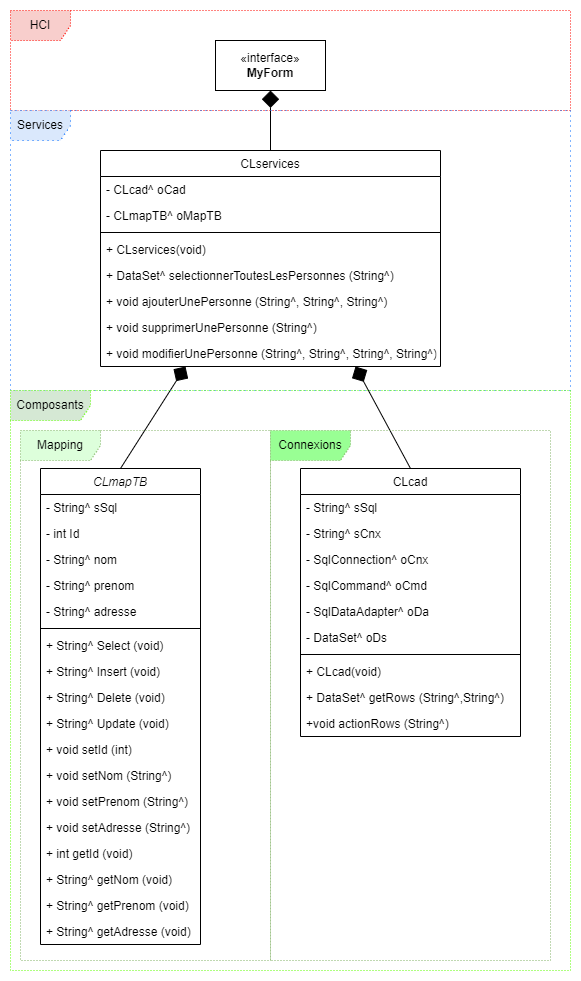 HCI
«interface»
MyForm
Services
CLservices
- CLcad^ oCad
- CLmapTB^ oMapTB
+ CLservices(void)
+ DataSet^ selectionnerToutesLesPersonnes (String^)
+ void ajouterUnePersonne (String^, String^, String^)
+ void supprimerUnePersonne (String^)
+ void modifierUnePersonne (String^, String^, String^, String^)
Composants
Mapping
CLmapTB
- String^ sSql
- int Id
- String^ nom
- String^ prenom
- String^ adresse
+ String^ Select (void)
+ String^ Insert (void)
+ String^ Delete (void)
+ String^ Update (void)
+ void setId (int)
+ void setNom (String^)
+ void setPrenom (String^)
+ void setAdresse (String^)
+ int getId (void)
+ String^ getNom (void)
+ String^ getPrenom (void)
+ String^ getAdresse (void)
Connexions
CLcad
- String^ sSql
- String^ sCnx
- SqlConnection^ oCnx
- SqlCommand^ oCmd
- SqlDataAdapter^ oDa
- DataSet^ oDs
+ CLcad(void)
+ DataSet^ getRows (String^,String^)
+void actionRows (String^)